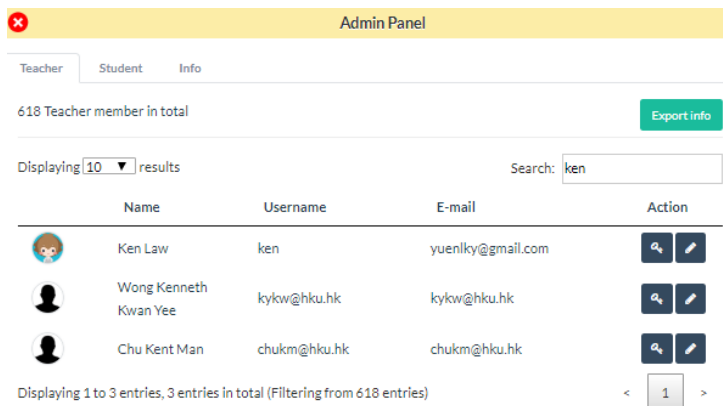 Admin Panel
Teacher Student Info
618 Teacher member in total Export info
Displaying 10 ▼ results Search: ken
Name Username E-mail Action
Ken Law ken yuenlky@gmail.com
Wong Kenneth
Kwan Yee kykw@hku.hk kykw@hku.hk
Chu Kent Man chukm@hku.hk chukm@hku.hk
Displaying 1 to 3 entries, 3 entries in total (Filtering from 618 entries) < 1 >